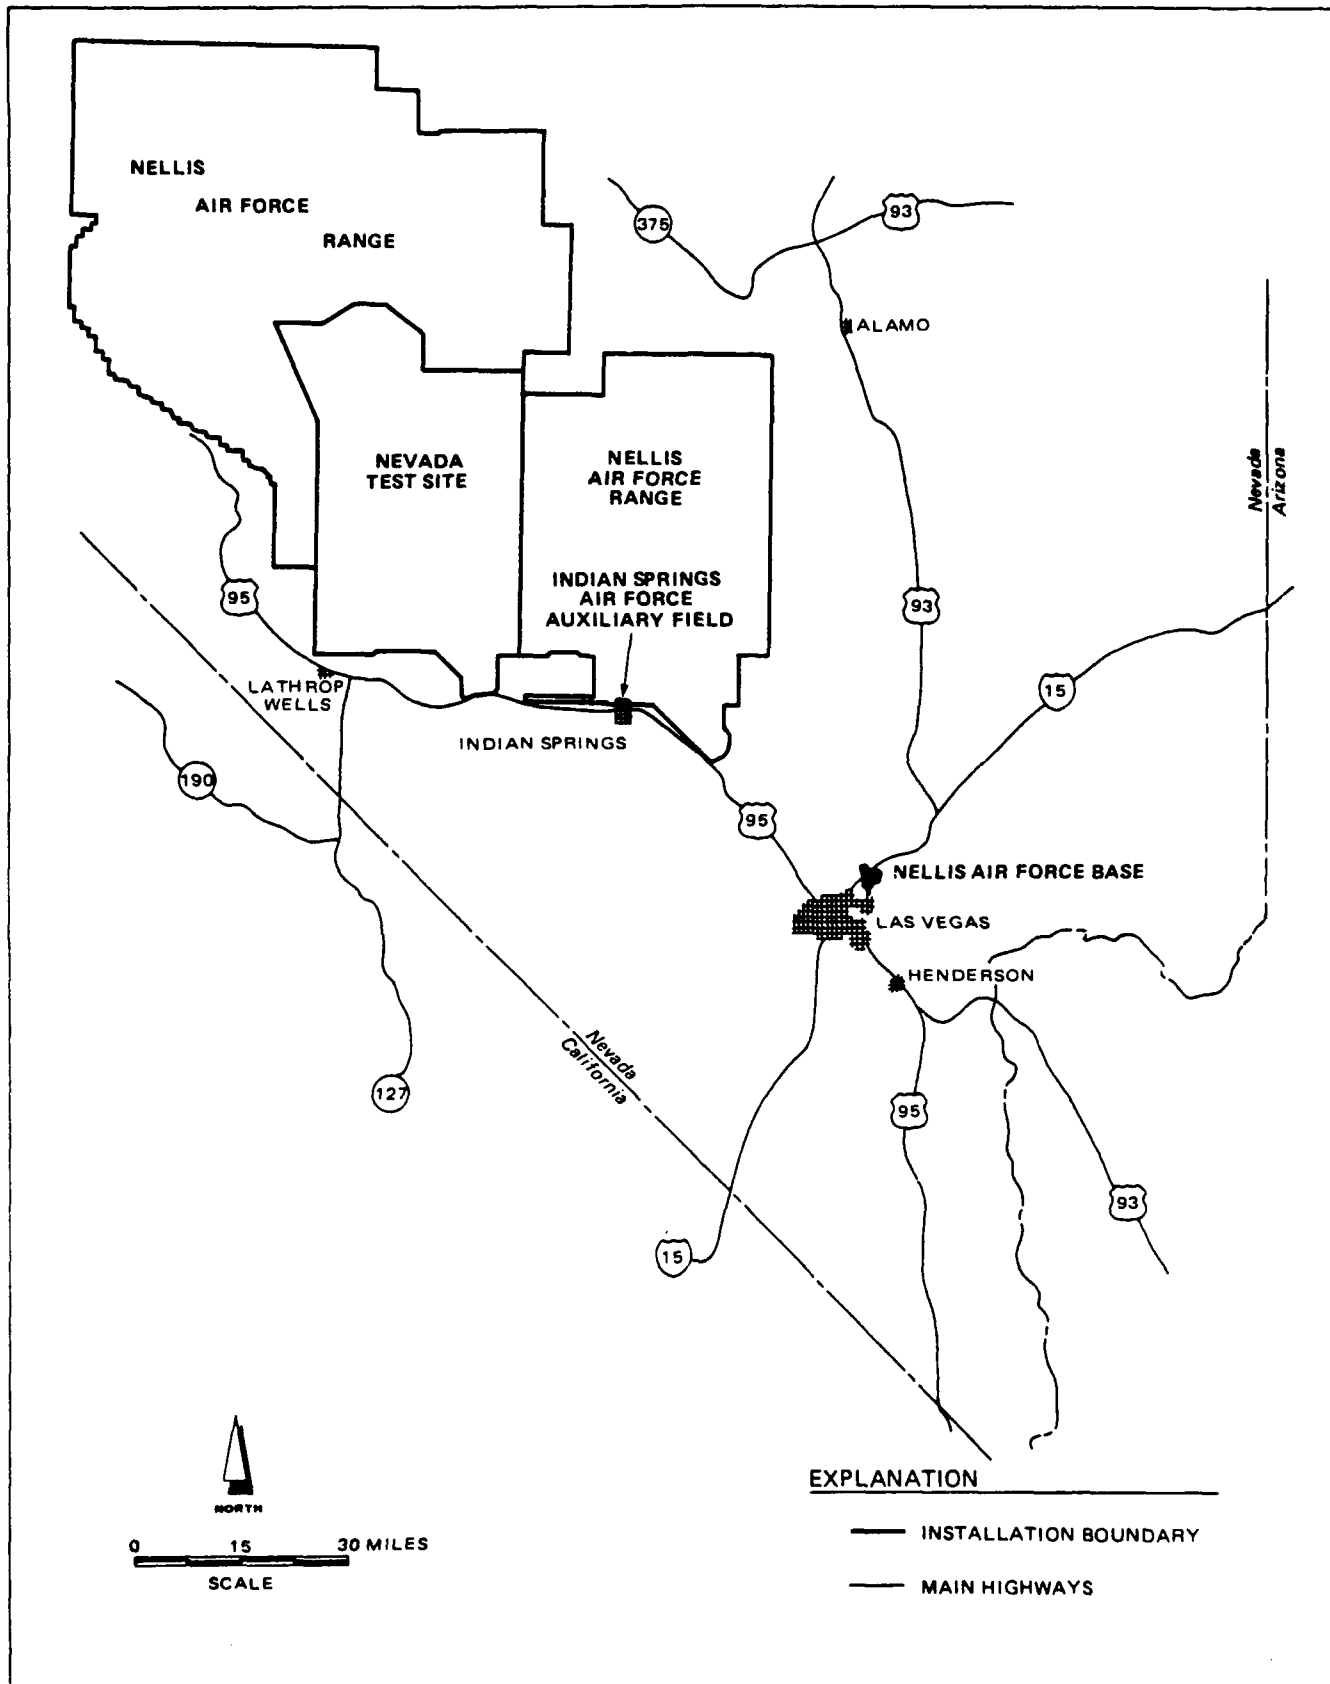 NELLIS
AIR FORCE
RANGE
375
93
ALAMO
Nevada
Arizona
NEVADA
TEST SITE
NELLIS
AIR FORCE
RANGE
INDIAN SPRINGS
AIR FORCE
AUXILIARY FIELD
95
93
LATHROP
WELLS
15
INDIAN SPRINGS
190
95
NELLIS AIR FORCE BASE
LAS VEGAS
HENDERSON
Nevada
California
127
95
93
15
NORTH
0 15 30 MILES
SCALE
EXPLANATION
INSTALLATION BOUNDARY
MAIN HIGHWAYS